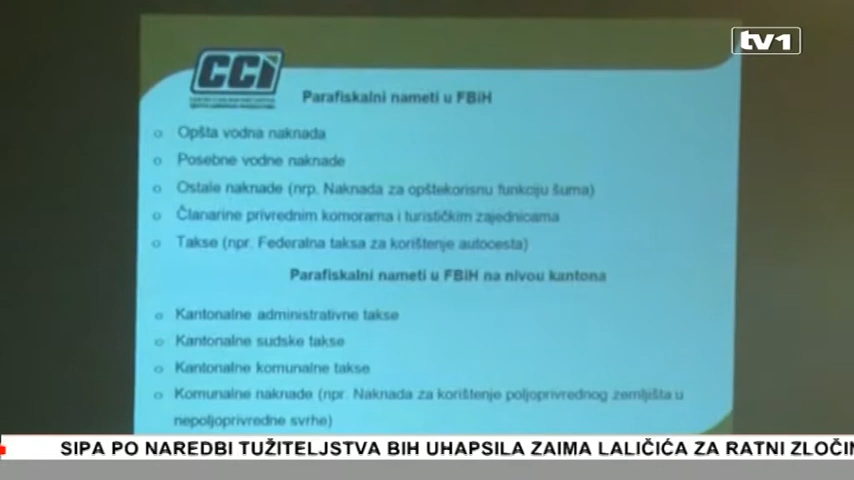 tv1
CCI
Parafiskalni nameti u FBiH
o Opšta vodna naknada
o Posebne vodne naknade
o Ostale naknade (nrp. Naknada za opštekorisnu funkciju šuma)
o Članarine privrednim komorama i turističkim zajednicama
o Takse (npr. Federalna taksa za korištenje autocesta)
Parafiskalni nameti u FBiH na nivou kantona
o Kantonalne administrativne takse
o Kantonalne sudske takse
o Kantonalne komunalne takse
o Komunalne naknade (npr. Naknada za korištenje poljoprivrednog zemljišta u
nepoljoprivredne svrhe)
SIPA PO NAREDBI TUŽITELJSTVA BIH UHAPSILA ZAIMA LALIČIĆA ZA RATNI ZLOČIN